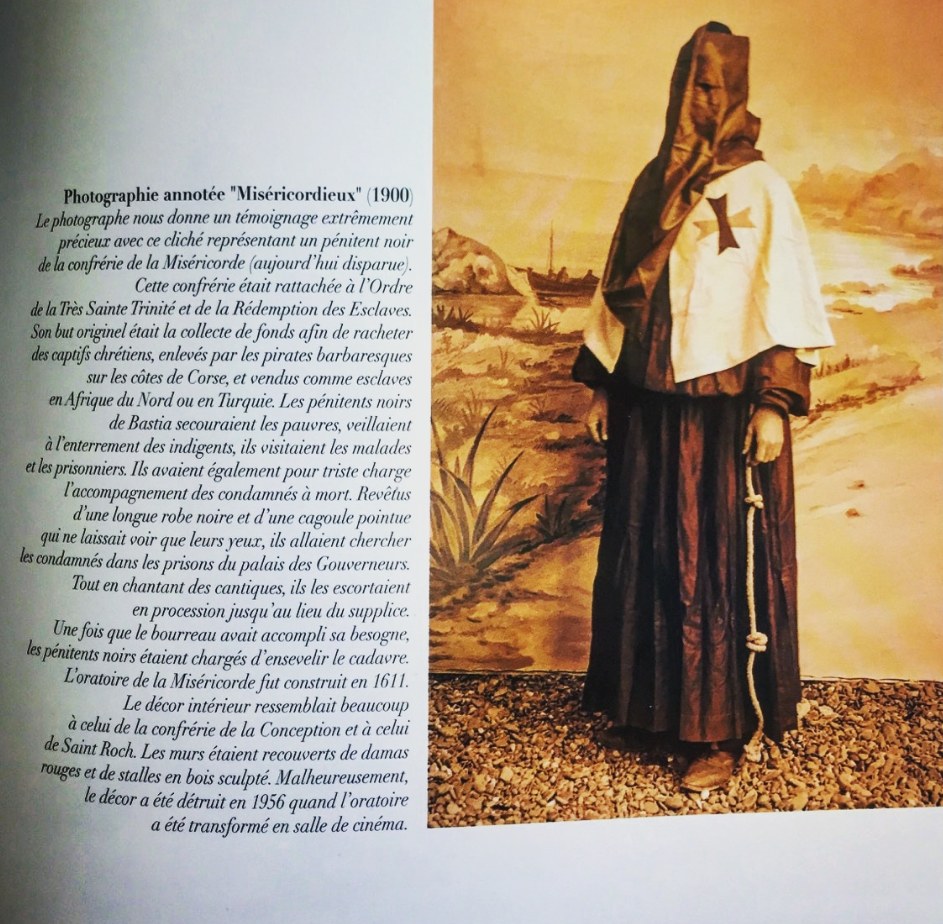 Photographie annotée "Miséricordieux" (1900)
Le photographe nous donne un témoignage extrêmement
précieux avec ce cliché représentant un pénitent noir
de la confrérie de la Miséricorde (aujourd'hui disparue).
Cette confrérie était rattachée à l'Ordre
de la Très Sainte Trinité et de la Rédemption des Esclaves.
Son but originel était la collecte de fonds afin de racheter
des captifs chrétiens, enlevés par les pirates barbaresques
sur les côtes de Corse, et vendus comme esclaves
en Afrique du Nord ou en Turquie. Les pénitents noirs
de Bastia secouraient les pauvres, veillaient
à l'enterrement des indigents, ils visitaient les malades
et les prisonniers. Ils avaient également pour triste charge
l'accompagnement des condamnés à mort. Revêtus
d'une longue robe noire et d'une cagoule pointue
qui ne laissait voir que leurs yeux, ils allaient chercher
les condamnés dans les prisons du palais des Gouverneurs.
Tout en chantant des cantiques, ils les escortaient
en procession jusqu'au lieu du supplice.
Une fois que le bourreau avait accompli sa besogne,
les pénitents noirs étaient chargés d'ensevelir le cadavre.
L'oratoire de la Miséricorde fut construit en 1611.
Le décor intérieur ressemblait beaucoup
à celui de la confrérie de la Conception et à celui
de Saint Roch. Les murs étaient recouverts de damas
rouges et de stalles en bois sculpté. Malheureusement,
le décor a été détruit en 1956 quand l'oratoire
a été transformé en salle de cinéma.